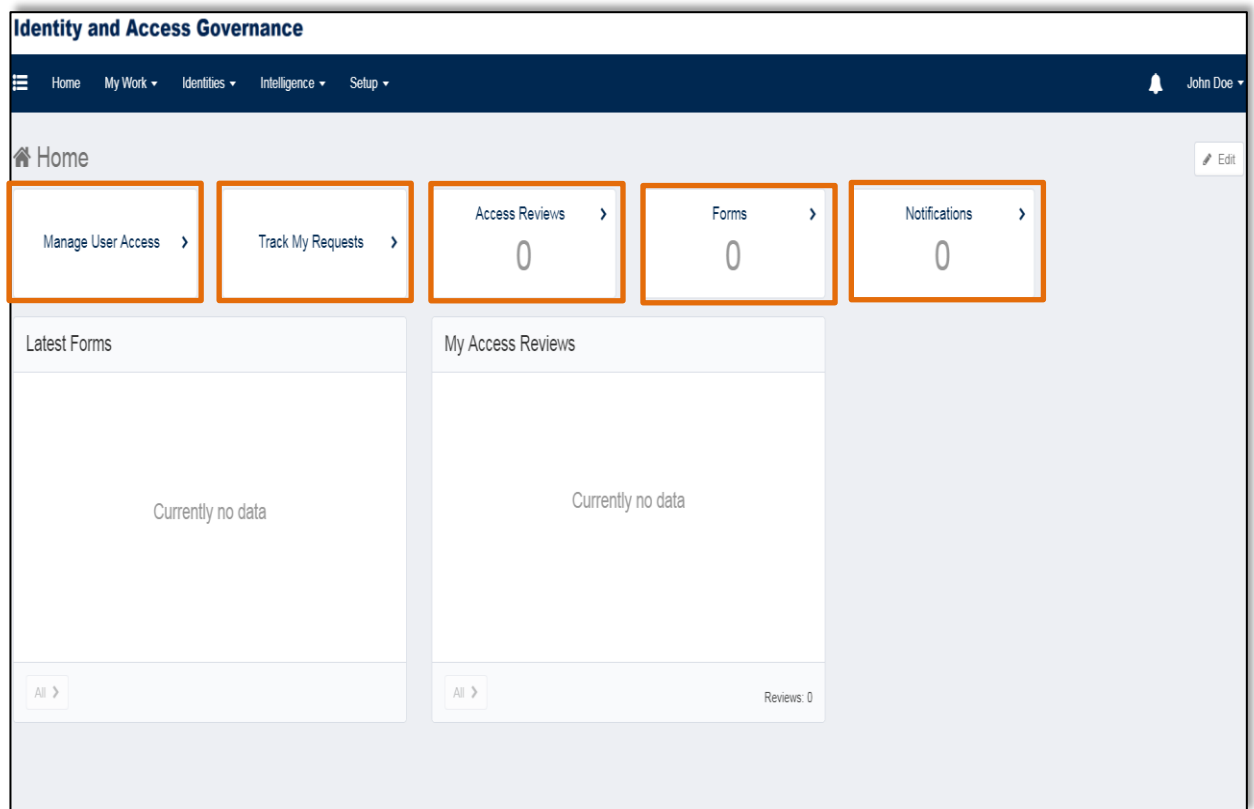 Identity and Access Governance
Home My Work Identities Intelligence Setup John Doe
Home
Edit
Manage User Access
Track My Requests
Access Reviews
0
Forms
0
Notifications
0
Latest Forms
My Access Reviews
Currently no data
Currently no data
All
All
Reviews: 0